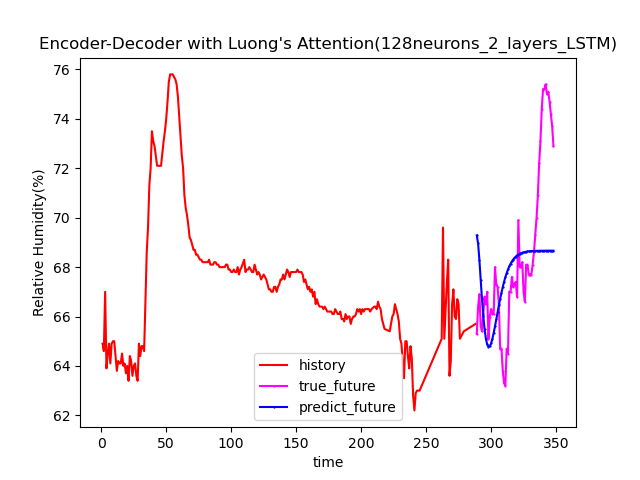 Encoder-Decoder with Luong's Attention(128neurons_2_layers_LSTM)
76
74
72
70
68
66
64
62
Relative Humidity(%)
history
true_future
predict_future
0 50 100 150 200 250 300 350
time